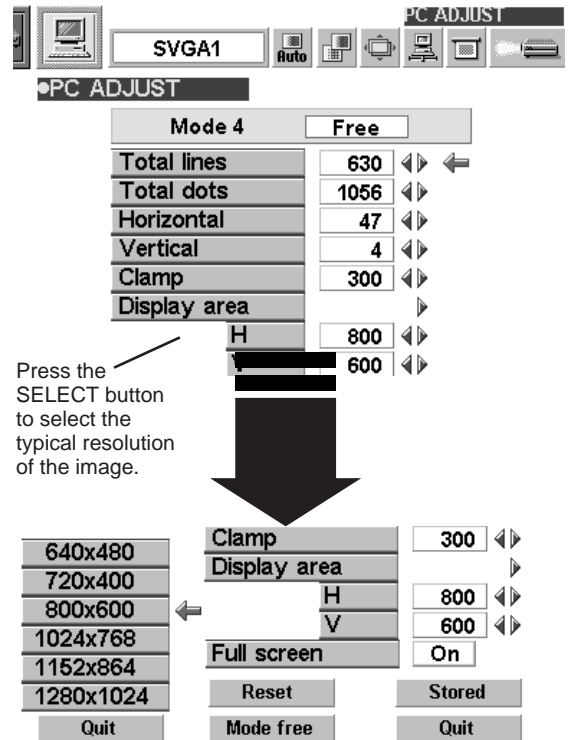 PC ADJUST
SVGA1
Auto
●PC ADJUST
Mode 4 Free
Total lines 630
Total dots 1056
Horizontal 47
Vertical 4
Clamp 300
Display area
H 800
600
Press the
SELECT button
to select the
typical resolution
of the image.
640x480
720x400
800x600
1024x768
1152x864
1280x1024
Quit
Clamp 300
Display area
H 800
V 600
Full screen On
Reset Stored
Mode free Quit